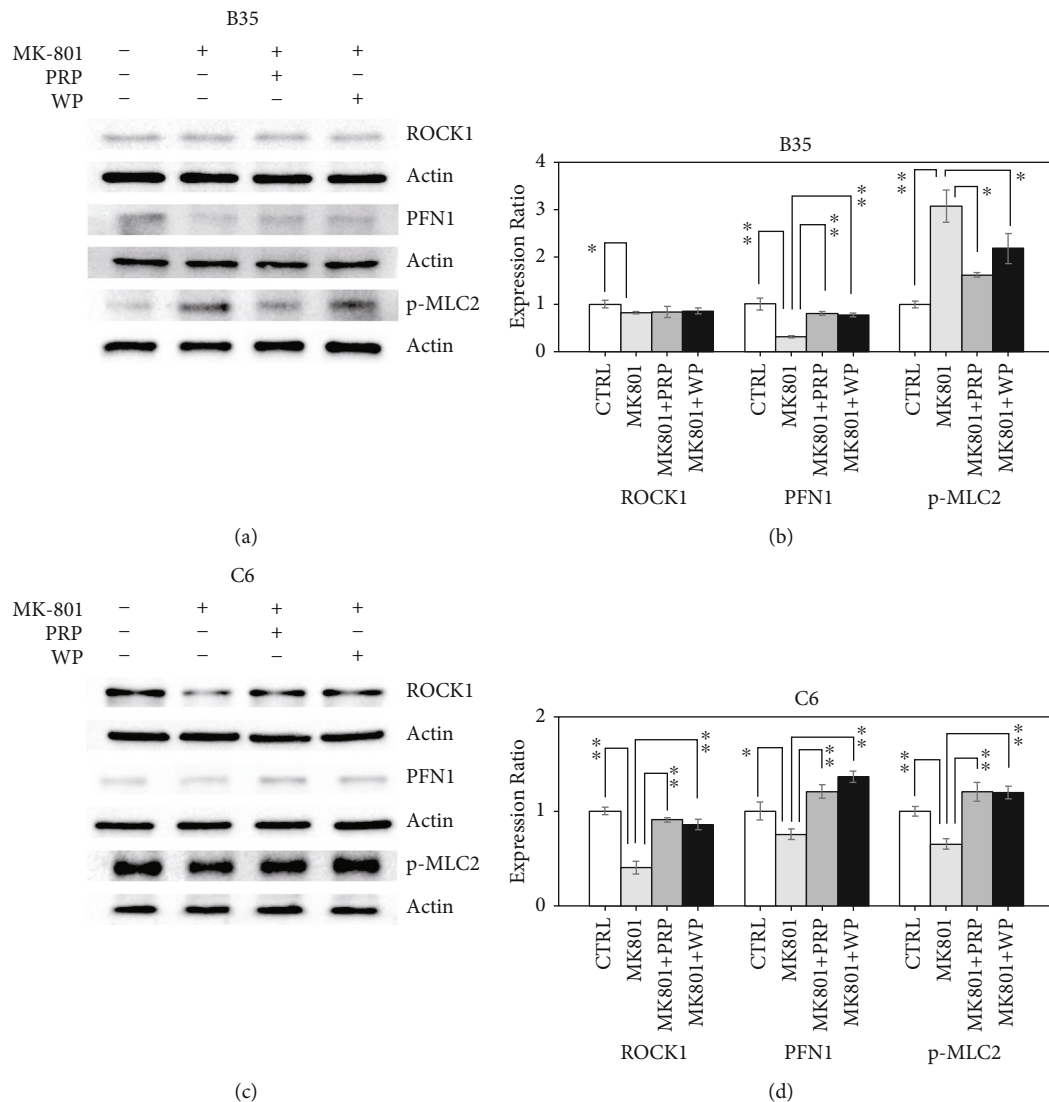 B35
MK-801 − + + +
PRP − − + −
WP − − − +
ROCK1
Actin
PFN1
Actin
p-MLC2
Actin
(a)
B35
Expression Ratio
4
3
2
1
0
* ** ** ** ** * *
CTRL MK801 MK801+PRP MK801+WP CTRL MK801 MK801+PRP MK801+WP CTRL MK801 MK801+PRP MK801+WP
ROCK1 PFN1 p-MLC2
(b)
C6
MK-801 − + + +
PRP − − + −
WP − − − +
ROCK1
Actin
PFN1
Actin
p-MLC2
Actin
(c)
C6
Expression Ratio
2
1
0
** ** ** * ** ** ** ** **
CTRL MK801 MK801+PRP MK801+WP CTRL MK801 MK801+PRP MK801+WP CTRL MK801 MK801+PRP MK801+WP
ROCK1 PFN1 p-MLC2
(d)